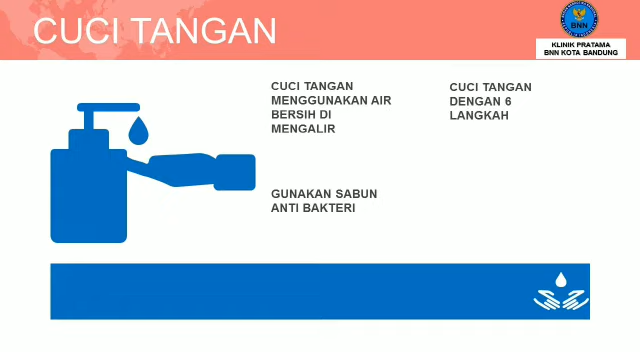 CUCI TANGAN
BNN
KLINIK PRATAMA
BNN KOTA BANDUNG
CUCI TANGAN
MENGGUNAKAN AIR
BERSIH DI
MENGALIR
CUCI TANGAN
DENGAN 6
LANGKAH
GUNAKAN SABUN
ANTI BAKTERI